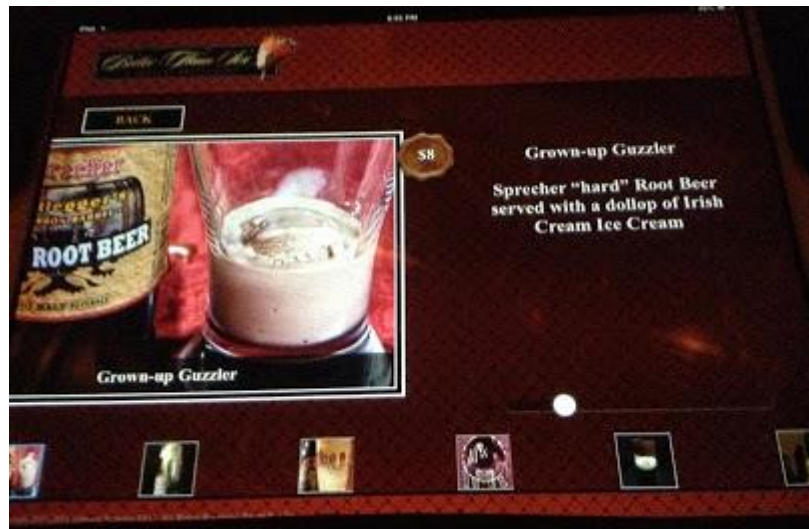 BACK
$8
Grown-up Guzzler
Sprecher "hard" Root Beer
served with a dollop of Irish
Cream Ice Cream
ROOT BEER
Grown-up Guzzler